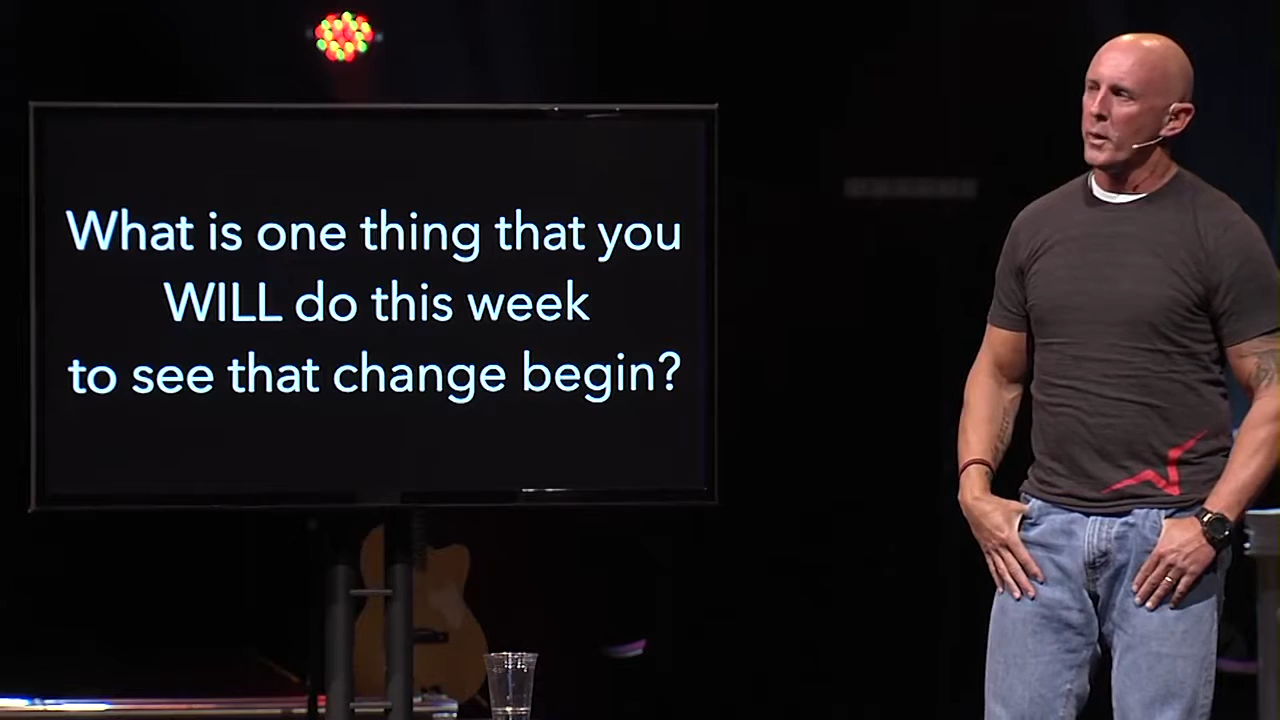 What is one thing that you
WILL do this week
to see that change begin?